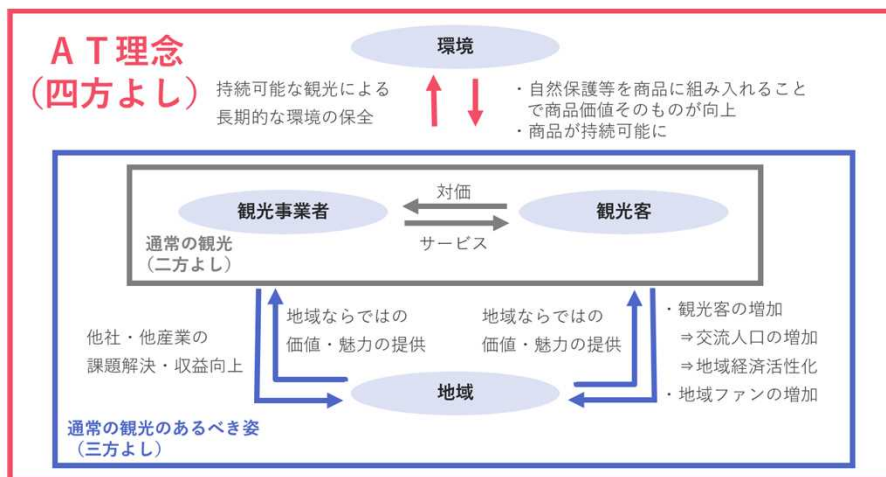 ＡＴ理念
（四方よし）
環境
持続可能な観光による
長期的な環境の保全
・自然保護等を商品に組み入れること
で商品価値そのものが向上
・商品が持続可能に
観光事業者
対価
サービス
観光客
通常の観光
（二方よし）
他社・他産業の
課題解決・収益向上
地域ならではの
価値・魅力の提供
地域ならではの
価値・魅力の提供
・観光客の増加
⇒交流人口の増加
⇒地域経済活性化
・地域ファンの増加
地域
通常の観光のあるべき姿
（三方よし）